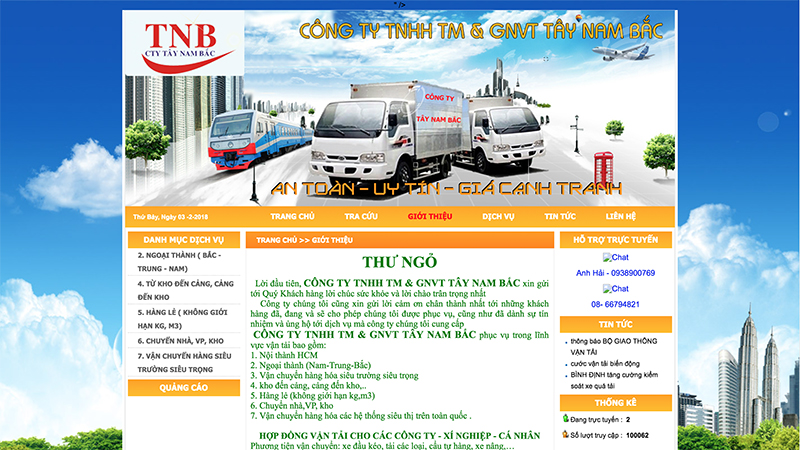 " />
TNB
CTY TÂY NAM BẮC
CÔNG TY TNHH TM & GNVT TÂY NAM BẮC
CÔNG TY
TÂY NAM BẮC
AN TOÀN - UY TÍN - GIÁ CẠNH TRANH
Thứ Bảy, Ngày 03 -2-2018
TRANG CHỦ
TRA CỨU
GIỚI THIỆU
DỊCH VỤ
TIN TỨC
LIÊN HỆ
DANH MỤC DỊCH VỤ
2. NGOẠI THÀNH ( BẮC -
TRUNG - NAM)
4. TỪ KHO ĐẾN CẢNG, CẢNG
ĐẾN KHO
5. HÀNG LẺ ( KHÔNG GIỚI
HẠN KG, M3)
6. CHUYỂN NHÀ, VP, KHO
7. VẬN CHUYỂN HÀNG SIÊU
TRƯỜNG SIÊU TRỌNG
QUẢNG CÁO
TRANG CHỦ >> GIỚI THIỆU
THƯ NGỎ
Lời đầu tiên, CÔNG TY TNHH TM & GNVT TÂY NAM BẮC xin gửi
tới Quý Khách hàng lời chúc sức khỏe và lời chào trân trọng nhất
Công ty chúng tôi cũng xin gửi lời cám ơn chân thành nhất tới những khách
hàng đã, đang và sẽ cho phép chúng tôi được phục vụ, cũng như đã dành sự tín
nhiệm và ủng hộ tới dịch vụ mà công ty chúng tôi cung cấp
CÔNG TY TNHH TM & GNVT TÂY NAM BẮC phục vụ trong lĩnh
vực vận tải bao gồm:
1. Nội thành HCM
2. Ngoại thành (Nam-Trung-Bắc)
3. Vận chuyển hàng hóa siêu trường siêu trọng
4. kho đến cảng, cảng đến kho,..
5. Hàng lẻ (không giới hạn kg,m3)
6. Chuyển nhà,VP, kho
7. Vận chuyển hàng hóa các hệ thống siêu thị trên toàn quốc .
HỢP ĐỒNG VẬN TẢI CHO CÁC CÔNG TY - XÍ NGHIỆP - CÁ NHÂN
Phương tiện vận chuyển: xe đầu kéo, tải các loại, cẩu tự hàng, xe nâng,...
HỖ TRỢ TRỰC TUYẾN
Chat
Anh Hải - 0938900769
Chat
08- 66794821
TIN TỨC
thông báo BỘ GIAO THÔNG
VẬN TẢI
cước vận tải biển động
BÌNH ĐỊNH tăng cường kiểm
soát xe quá tải
THỐNG KÊ
Đang trực tuyến : 2
Số lượt truy cập : 100062